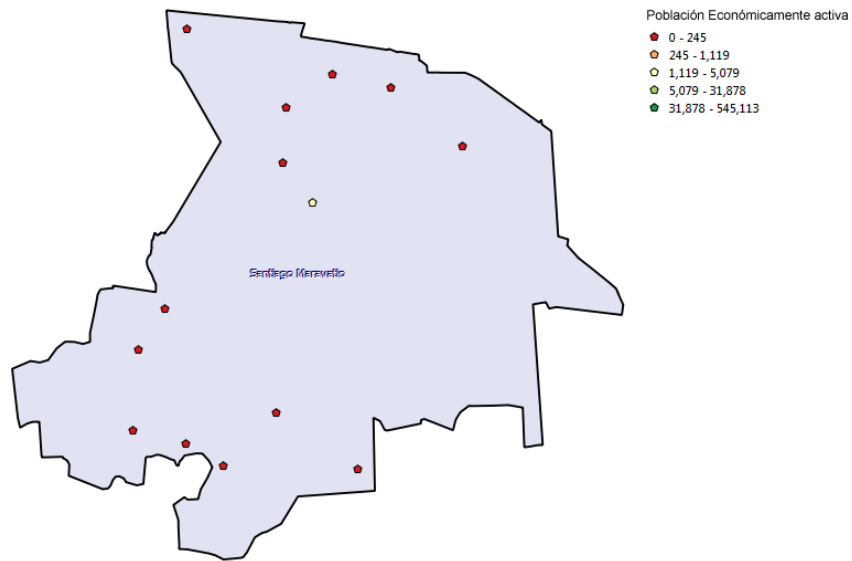 Población Económicamente activa
0 - 245
245 - 1,119
1,119 - 5,079
5,079 - 31,878
31,878 - 545,113
Santiago Maravatío